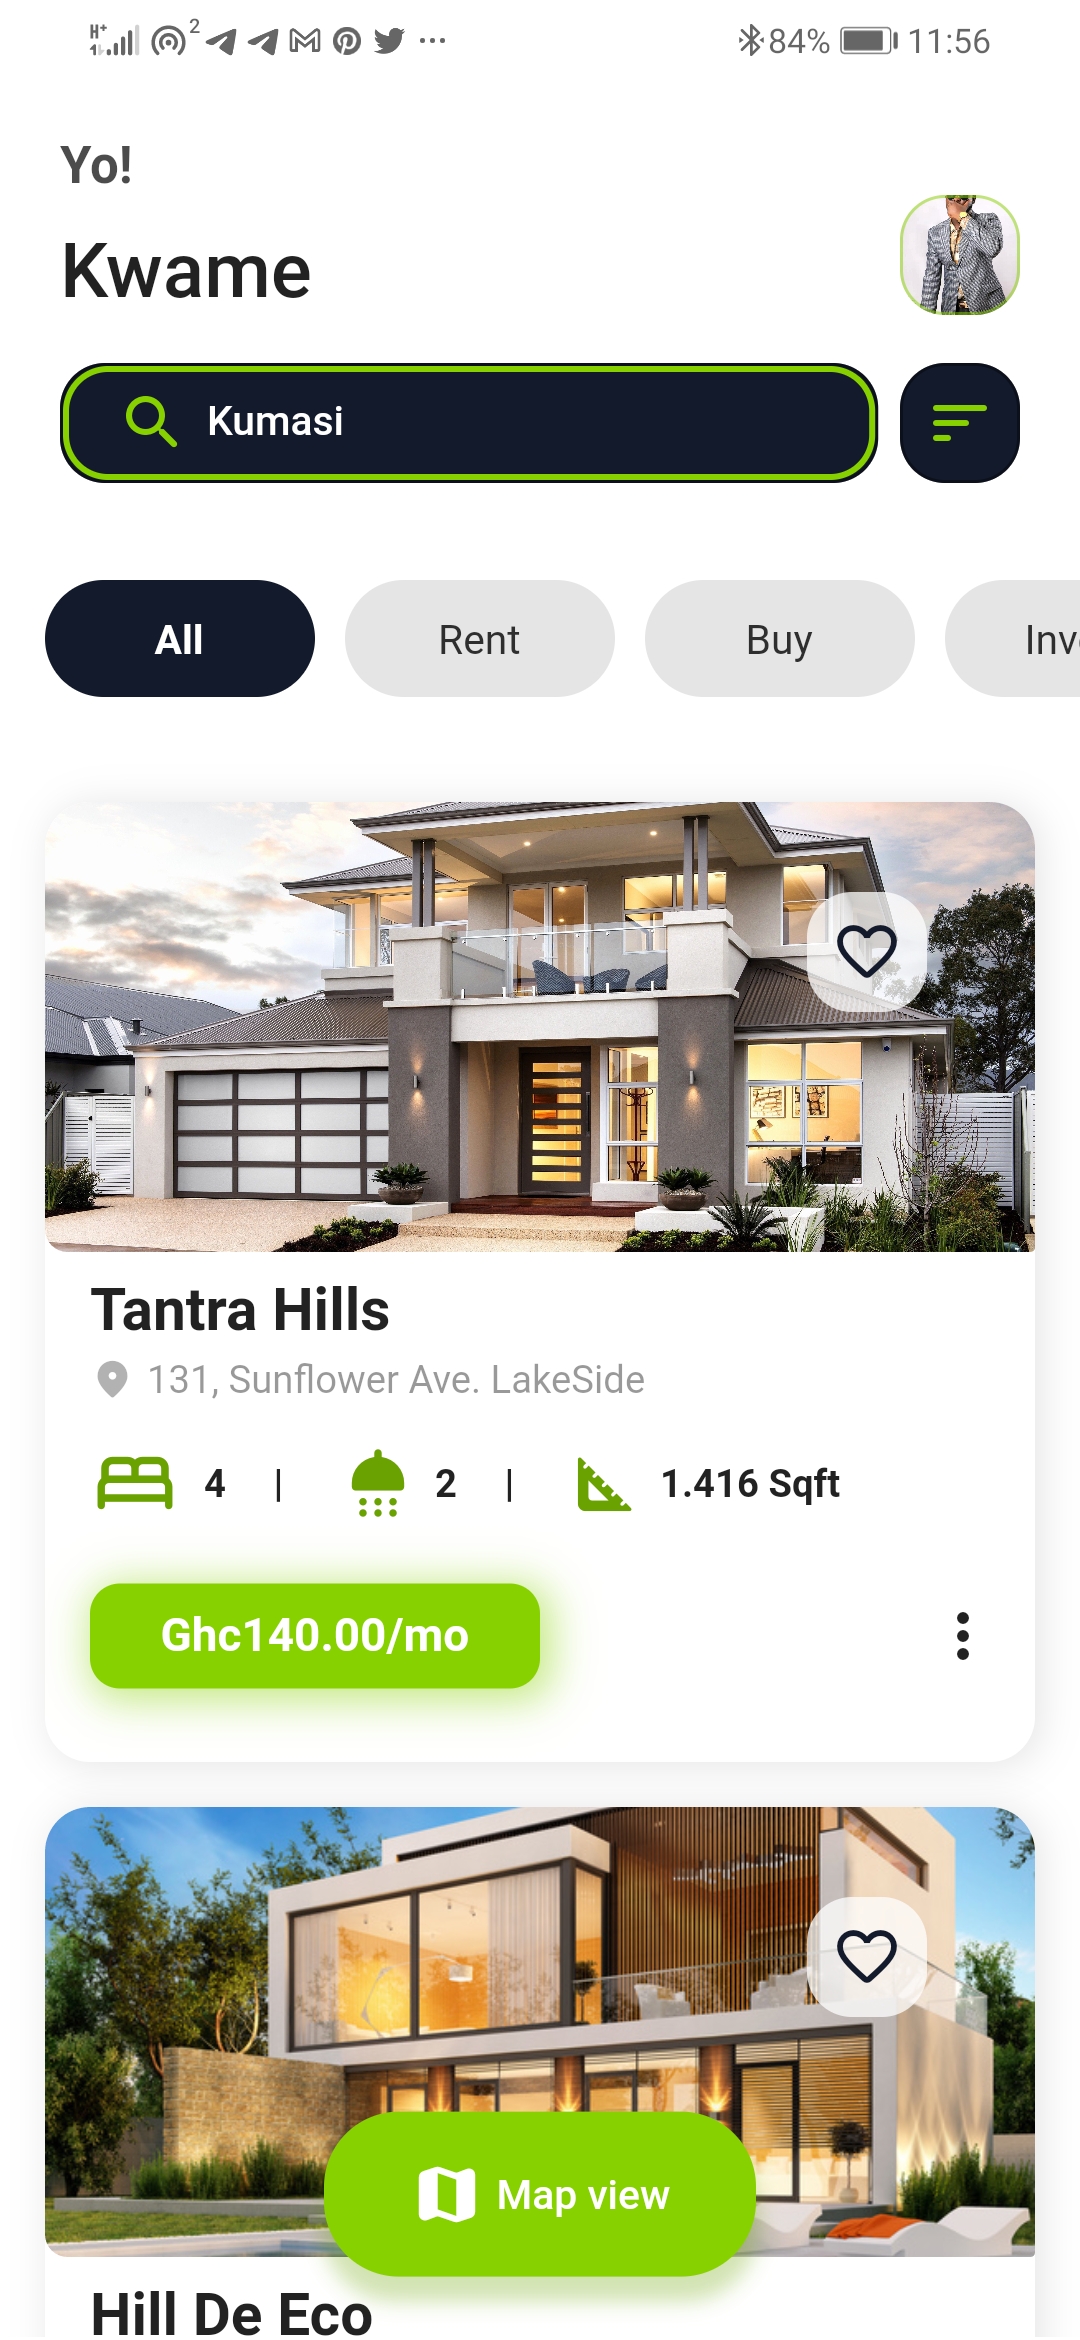 H+ 2 84% 11:56
Yo!
Kwame
Kumasi
All Rent Buy
Tantra Hills
131, Sunflower Ave. LakeSide
4 | 2 | 1.416 Sqft
Ghc140.00/mo
Map view
Hill De Eco